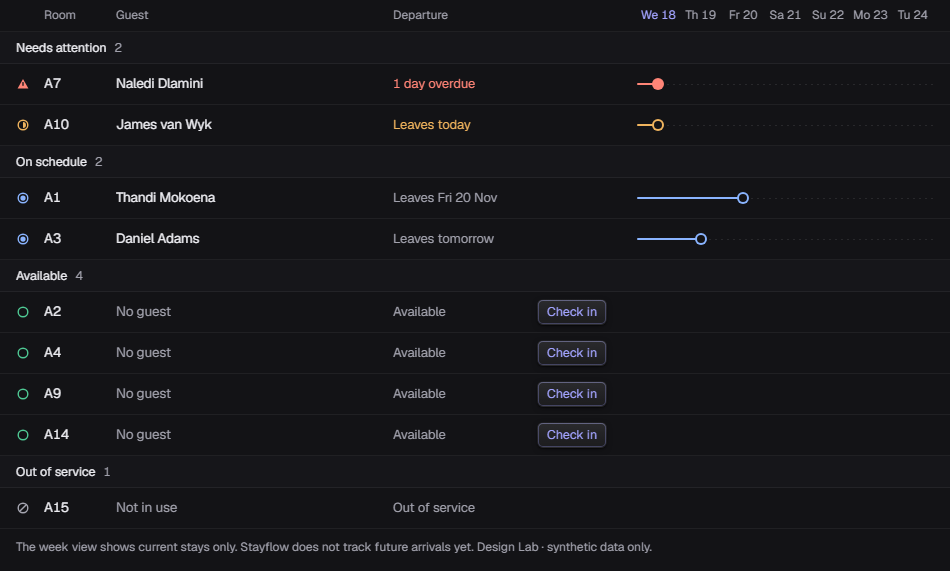 Room Guest Departure We 18 Th 19 Fr 20 Sa 21 Su 22 Mo 23 Tu 24
Needs attention 2
A7 Naledi Dlamini 1 day overdue
A10 James van Wyk Leaves today
On schedule 2
A1 Thandi Mokoena Leaves Fri 20 Nov
A3 Daniel Adams Leaves tomorrow
Available 4
A2 No guest Available Check in
A4 No guest Available Check in
A9 No guest Available Check in
A14 No guest Available Check in
Out of service 1
A15 Not in use Out of service
The week view shows current stays only. Stayflow does not track future arrivals yet. Design Lab · synthetic data only.